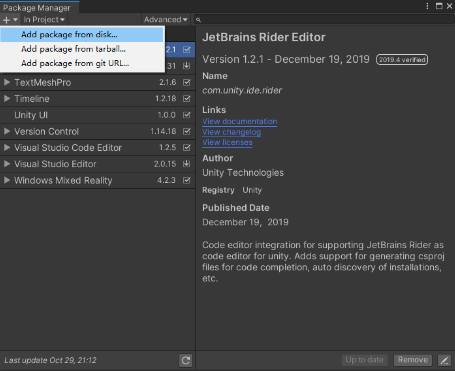 Package Manager
+ In Project Advanced
Add package from disk...
Add package from tarball...
Add package from git URL...
2.1
31
TextMeshPro 2.1.6
Timeline 1.2.18
Unity UI 1.0.0
Version Control 1.14.18
Visual Studio Code Editor 1.2.5
Visual Studio Editor 2.0.15
Windows Mixed Reality 4.2.3
Last update Oct 29, 21:12
JetBrains Rider Editor
Version 1.2.1 - December 19, 2019 2019.4 verified
Name
com.unity.ide.rider
Links
View documentation
View changelog
View licenses
Author
Unity Technologies
Registry Unity
Published Date
December 19, 2019
Code editor integration for supporting JetBrains Rider as
code editor for unity. Adds support for generating csproj
files for code completion, auto discovery of installations,
etc.
Up to date Remove